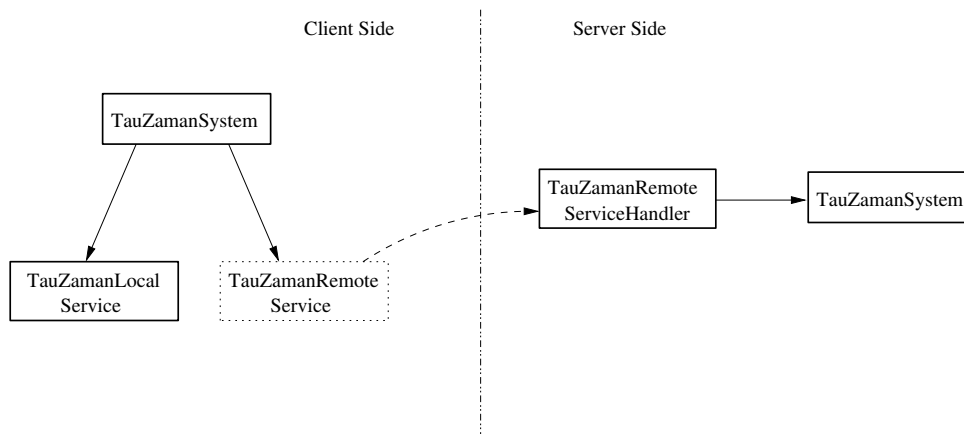 Client Side
Server Side
TauZamanSystem
TauZamanLocal
Service
TauZamanRemote
Service
TauZamanRemote
ServiceHandler
TauZamanSystem